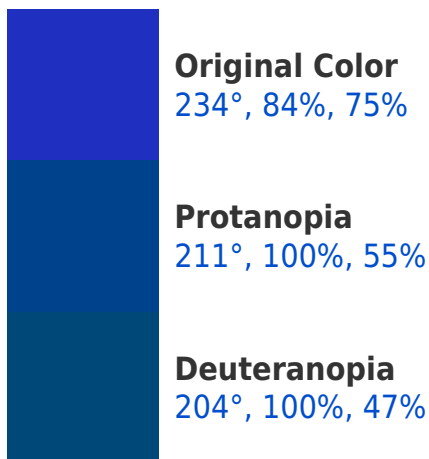 Original Color
234°, 84%, 75%
Protanopia
211°, 100%, 55%
Deuteranopia
204°, 100%, 47%